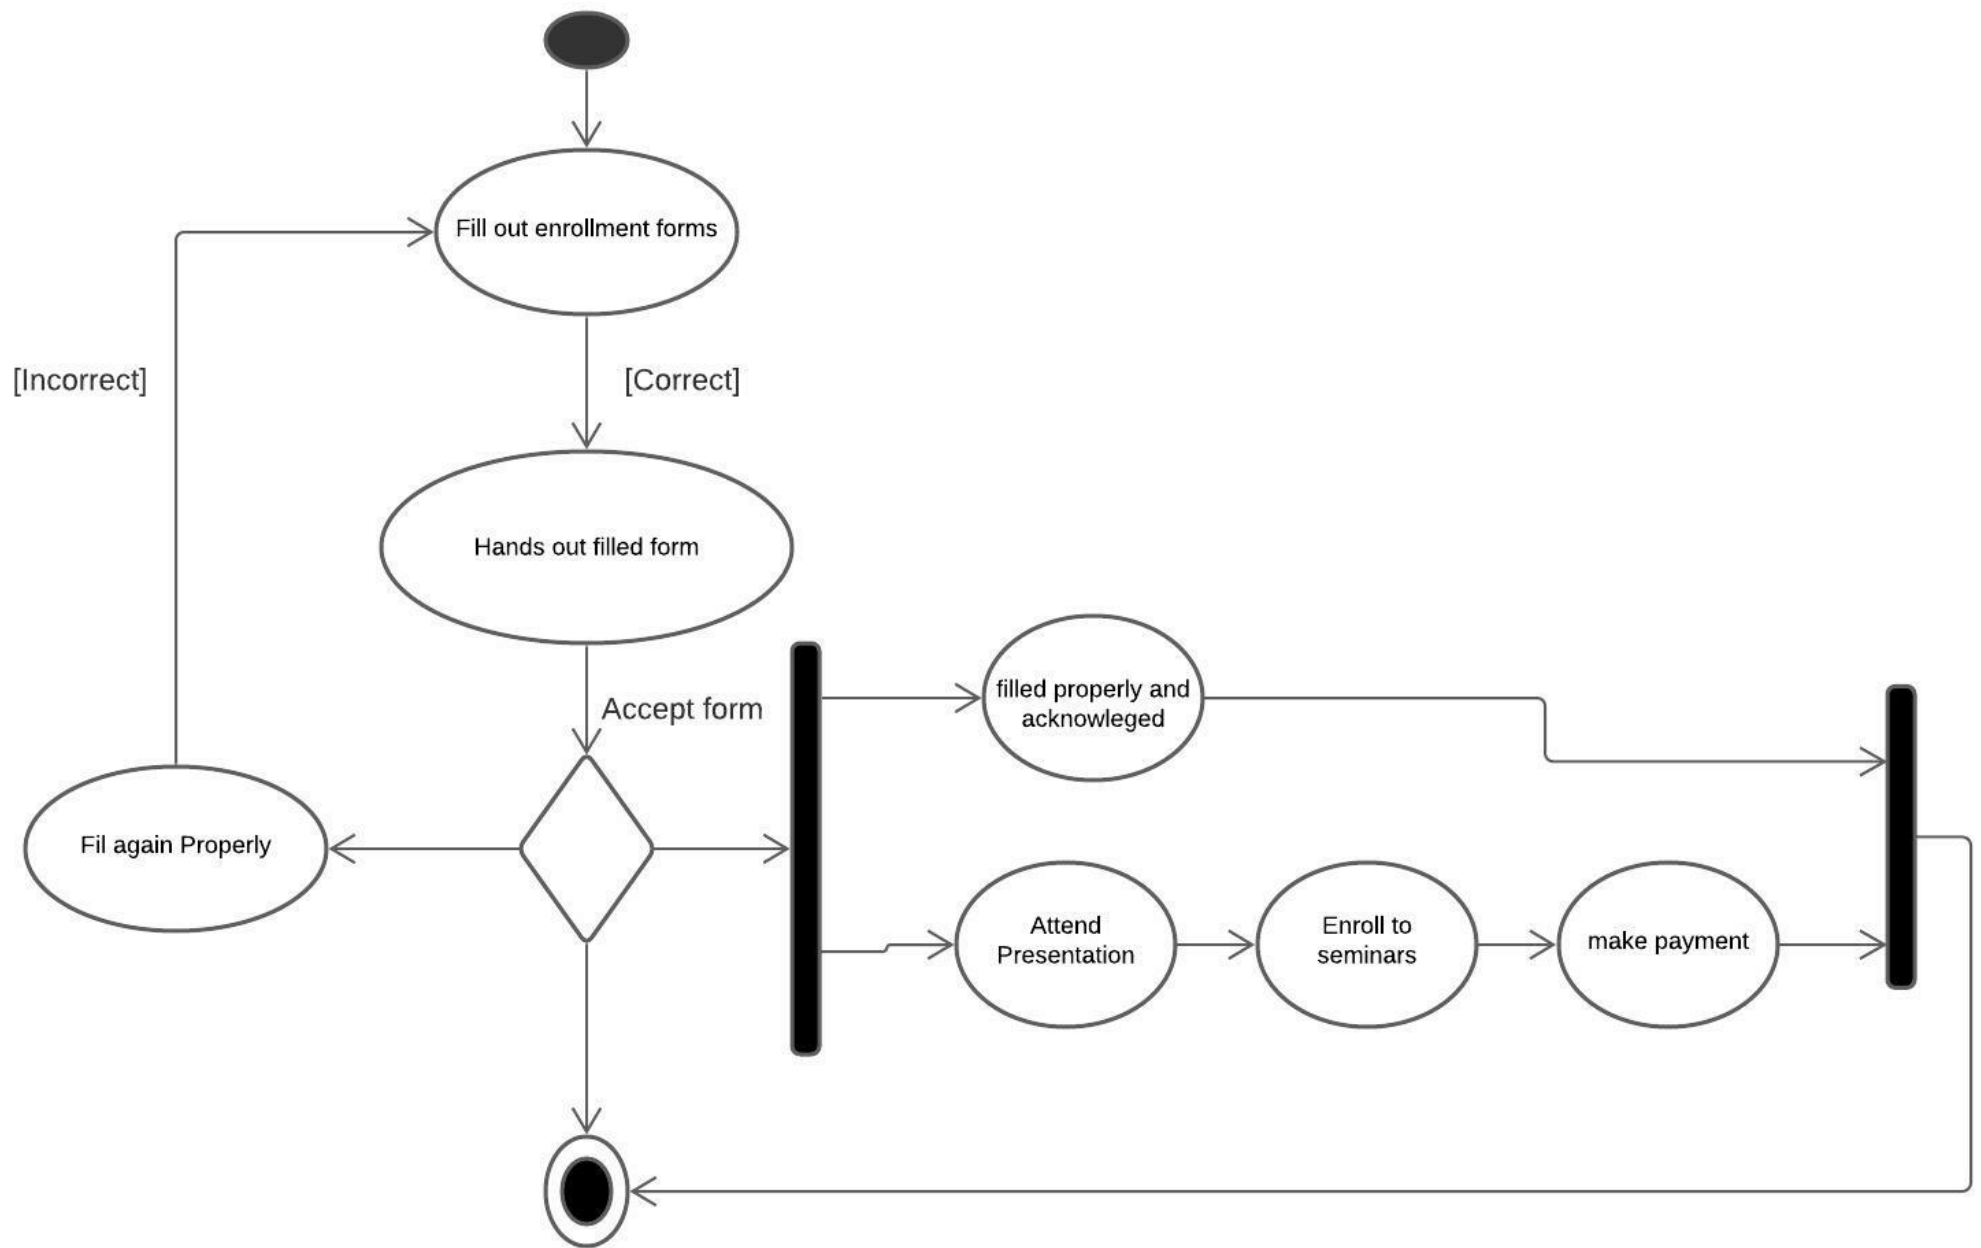 Fill out enrollment forms
[Incorrect]
[Correct]
Hands out filled form
Accept form
filled properly and
acknowleged
Fil again Properly
Attend
Presentation
Enroll to
seminars
make payment